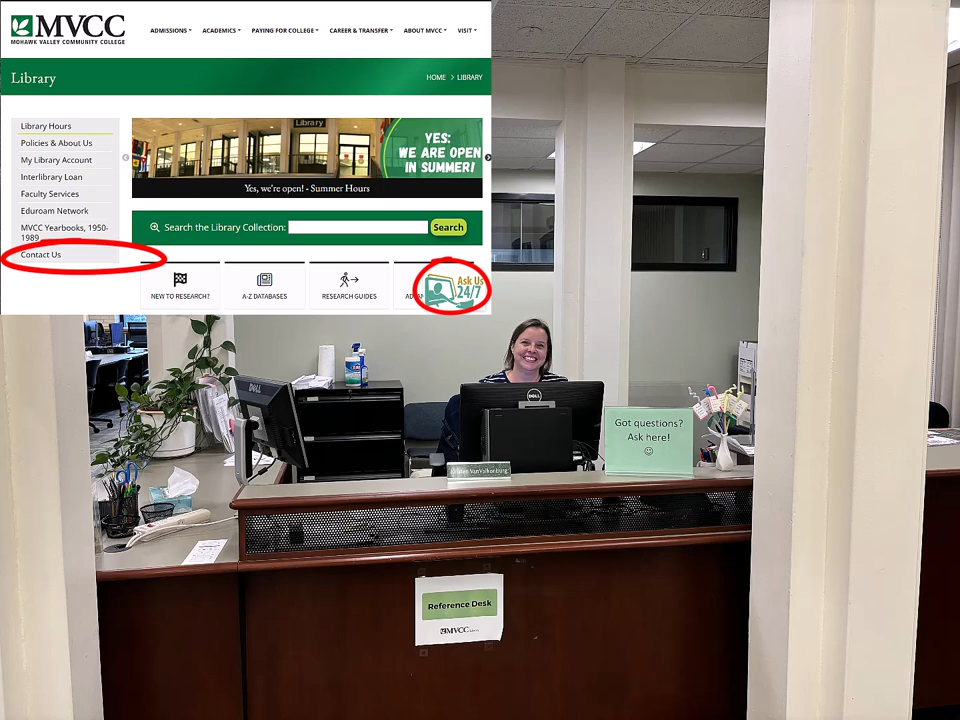 MVCC
MOHAWK VALLEY COMMUNITY COLLEGE
ADMISSIONS
ACADEMICS
PAYING FOR COLLEGE
CAREER & TRANSFER
ABOUT MVCC
VISIT
Library
HOME > LIBRARY
Library Hours
Policies & About Us
My Library Account
Interlibrary Loan
Faculty Services
Eduroam Network
MVCC Yearbooks, 1950-
1989
Contact Us
Library
YES:
WE ARE OPEN
IN SUMMER!
Yes, we're open! - Summer Hours
Search the Library Collection:
Search
NEW TO RESEARCH?
A-Z DATABASES
RESEARCH GUIDES
Ask Us
24/7
DELL
DELL
Got questions?
Ask here!
VanValkenburg
Reference Desk
MVCC